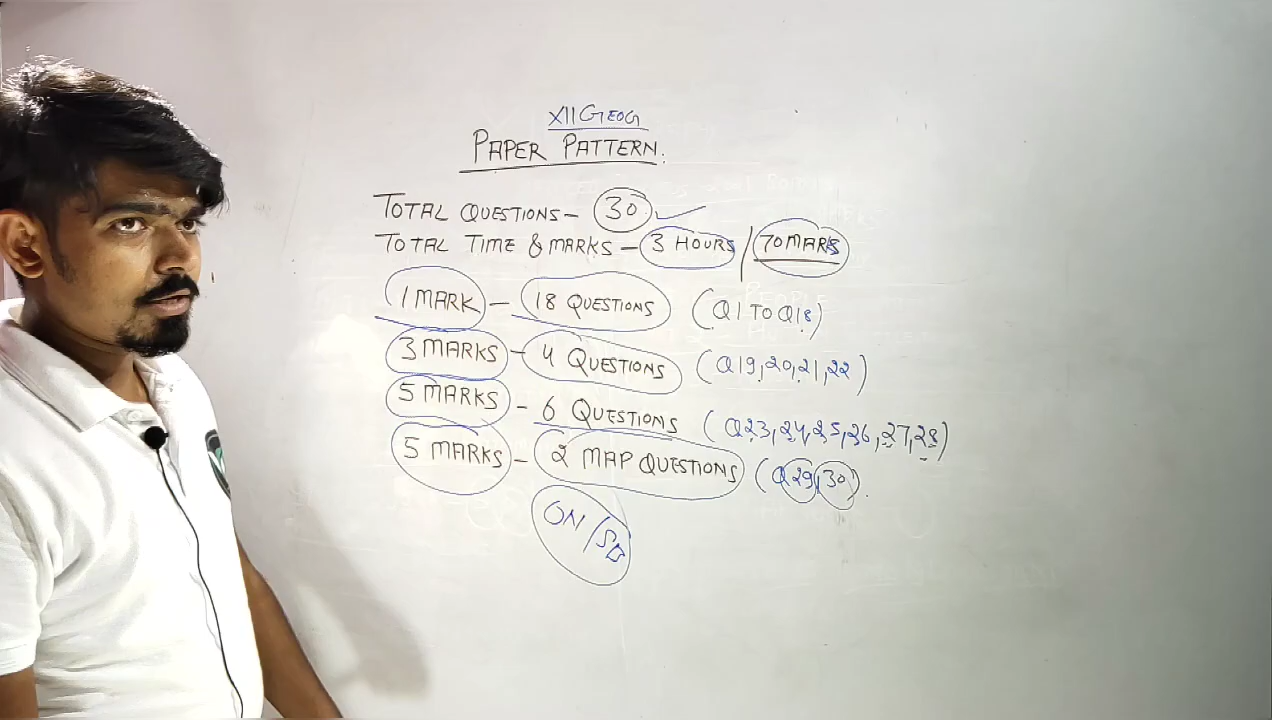 XII GEOG
PAPER PATTERN.
TOTAL QUESTIONS – 30
TOTAL TIME & MARKS – 3 HOURS / 70 MARKS
1 MARK – 18 QUESTIONS (Q1 TO Q18)
3 MARKS – 4 QUESTIONS (Q19,20,21,22)
5 MARKS – 6 QUESTIONS (Q23,24,25,26,27,28)
5 MARKS – 2 MAP QUESTIONS (Q29,30).
ON/